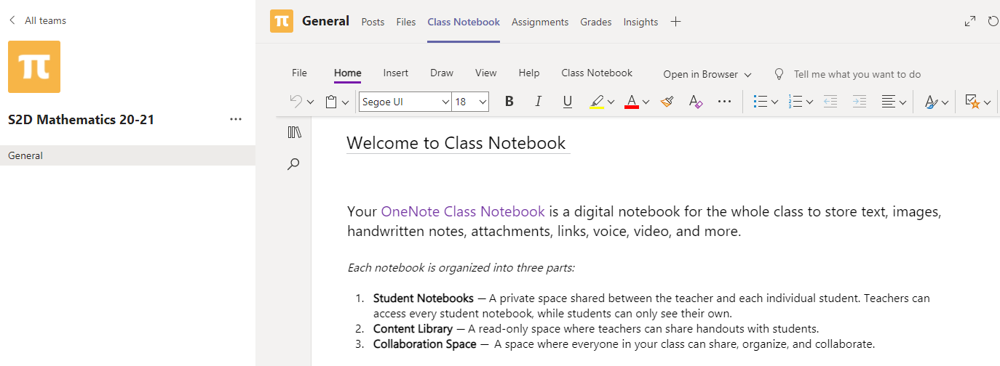 All teams
π
S2D Mathematics 20-21
General
π General Posts Files Class Notebook Assignments Grades Insights
File Home Insert Draw View Help Class Notebook Open in Browser Tell me what you want to do
Segoe UI 18 B I U A A
Welcome to Class Notebook
Your OneNote Class Notebook is a digital notebook for the whole class to store text, images,
handwritten notes, attachments, links, voice, video, and more.
Each notebook is organized into three parts:
1. Student Notebooks — A private space shared between the teacher and each individual student. Teachers can
access every student notebook, while students can only see their own.
2. Content Library — A read-only space where teachers can share handouts with students.
3. Collaboration Space — A space where everyone in your class can share, organize, and collaborate.